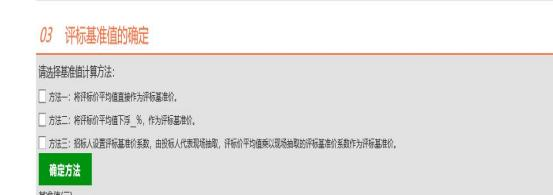 03 评标基准值的确定
请选择基准值计算方法：
方法一：将评标价平均值直接作为评标基准价。
方法二：将评标价平均值下浮_%，作为评标基准价。
方法三：招标人设置评标基准价系数，由投标人代表现场抽取，评标价平均值乘以现场抽取的评标基准价系数作为评标基准价。
确定方法